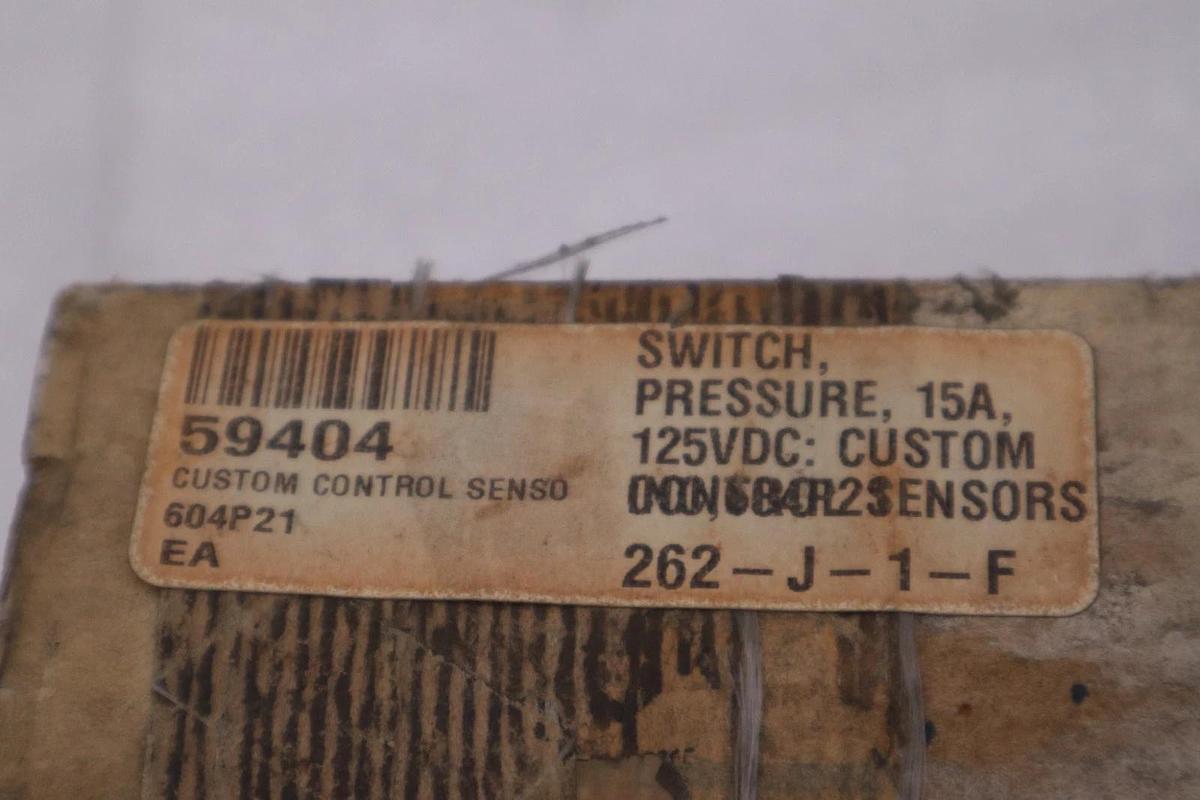 59404
CUSTOM CONTROL SENSO
604P21
EA
SWITCH,
PRESSURE, 15A,
125VDC: CUSTOM
SENSORS
262-J-1-F